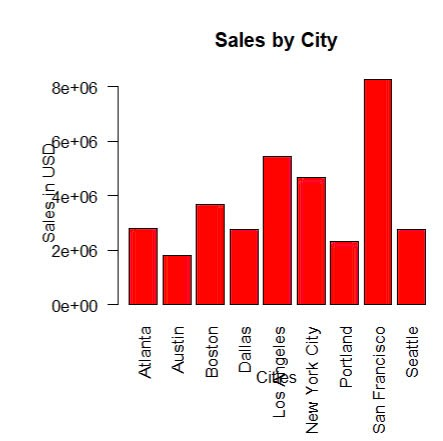 Sales by City
8e+06
6e+06
4e+06
2e+06
0e+00
Sales in USD
Atlanta
Austin
Boston
Dallas
Los Angeles
New York City
Portland
San Francisco
Seattle
Cities